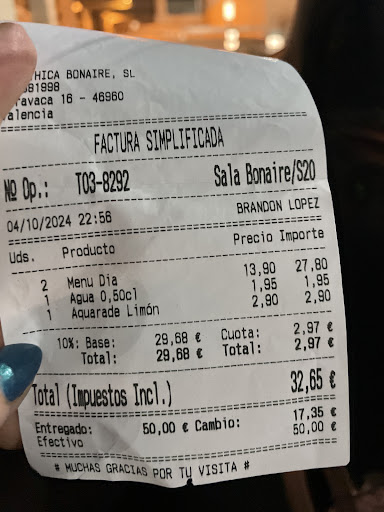 HICA BONAIRE, SL
81998
ravaca 16 - 46960
alencia
FACTURA SIMPLIFICADA
Nº Op.: T03-8292 Sala Bonaire/S20
04/10/2024 22:56 BRANDON LOPEZ
Uds. Producto Precio Importe
2 Menu Dia 13,90 27,80
1 Agua 0,50cl 1,95 1,95
1 Aquarade Limón 2,90 2,90
10%: Base: 29,68 € Cuota: 2,97 €
Total: 29,68 € Total: 2,97 €
Total (Impuestos Incl.) 32,65 €
Entregado: 50,00 € Cambio: 17,35 €
Efectivo 50,00 €
# MUCHAS GRACIAS POR TU VISITA #